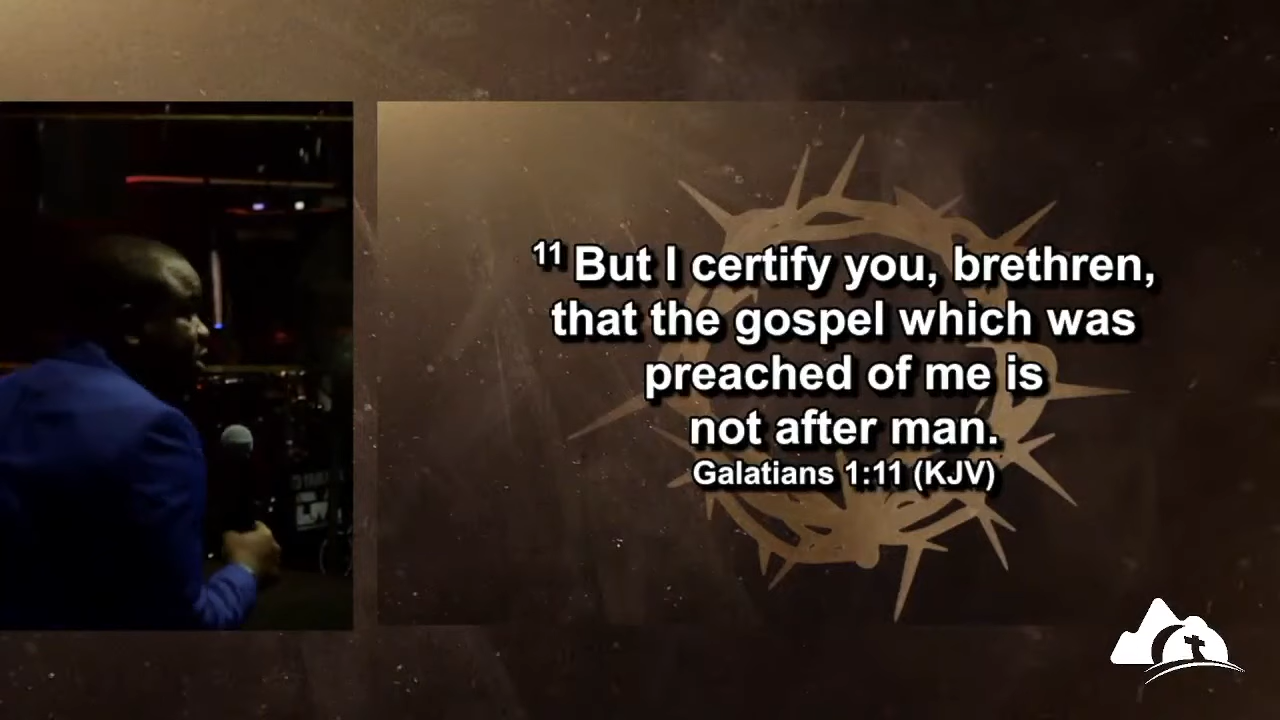 11 But I certify you, brethren,
that the gospel which was
preached of me is
not after man.
Galatians 1:11 (KJV)